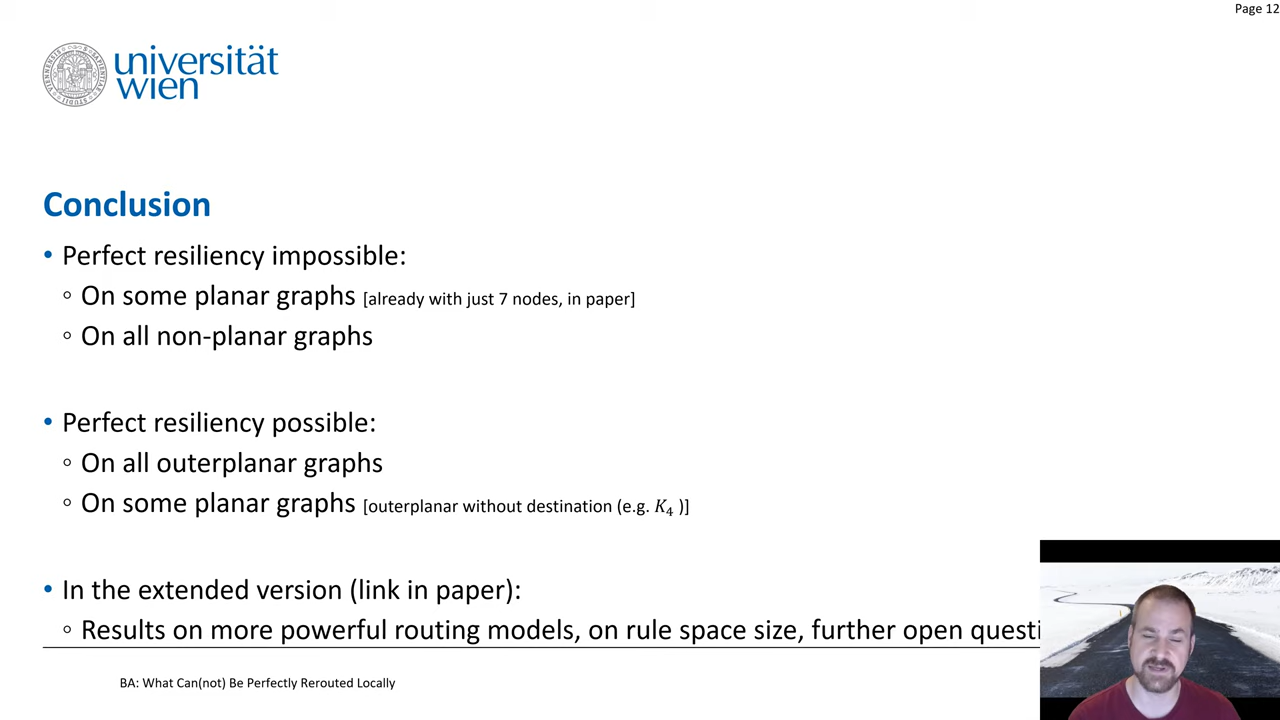 Page 12
universität
wien
Conclusion
• Perfect resiliency impossible:
◦ On some planar graphs [already with just 7 nodes, in paper]
◦ On all non-planar graphs
• Perfect resiliency possible:
◦ On all outerplanar graphs
◦ On some planar graphs [outerplanar without destination (e.g. K₄ )]
• In the extended version (link in paper):
◦ Results on more powerful routing models, on rule space size, further open questi
BA: What Can(not) Be Perfectly Rerouted Locally